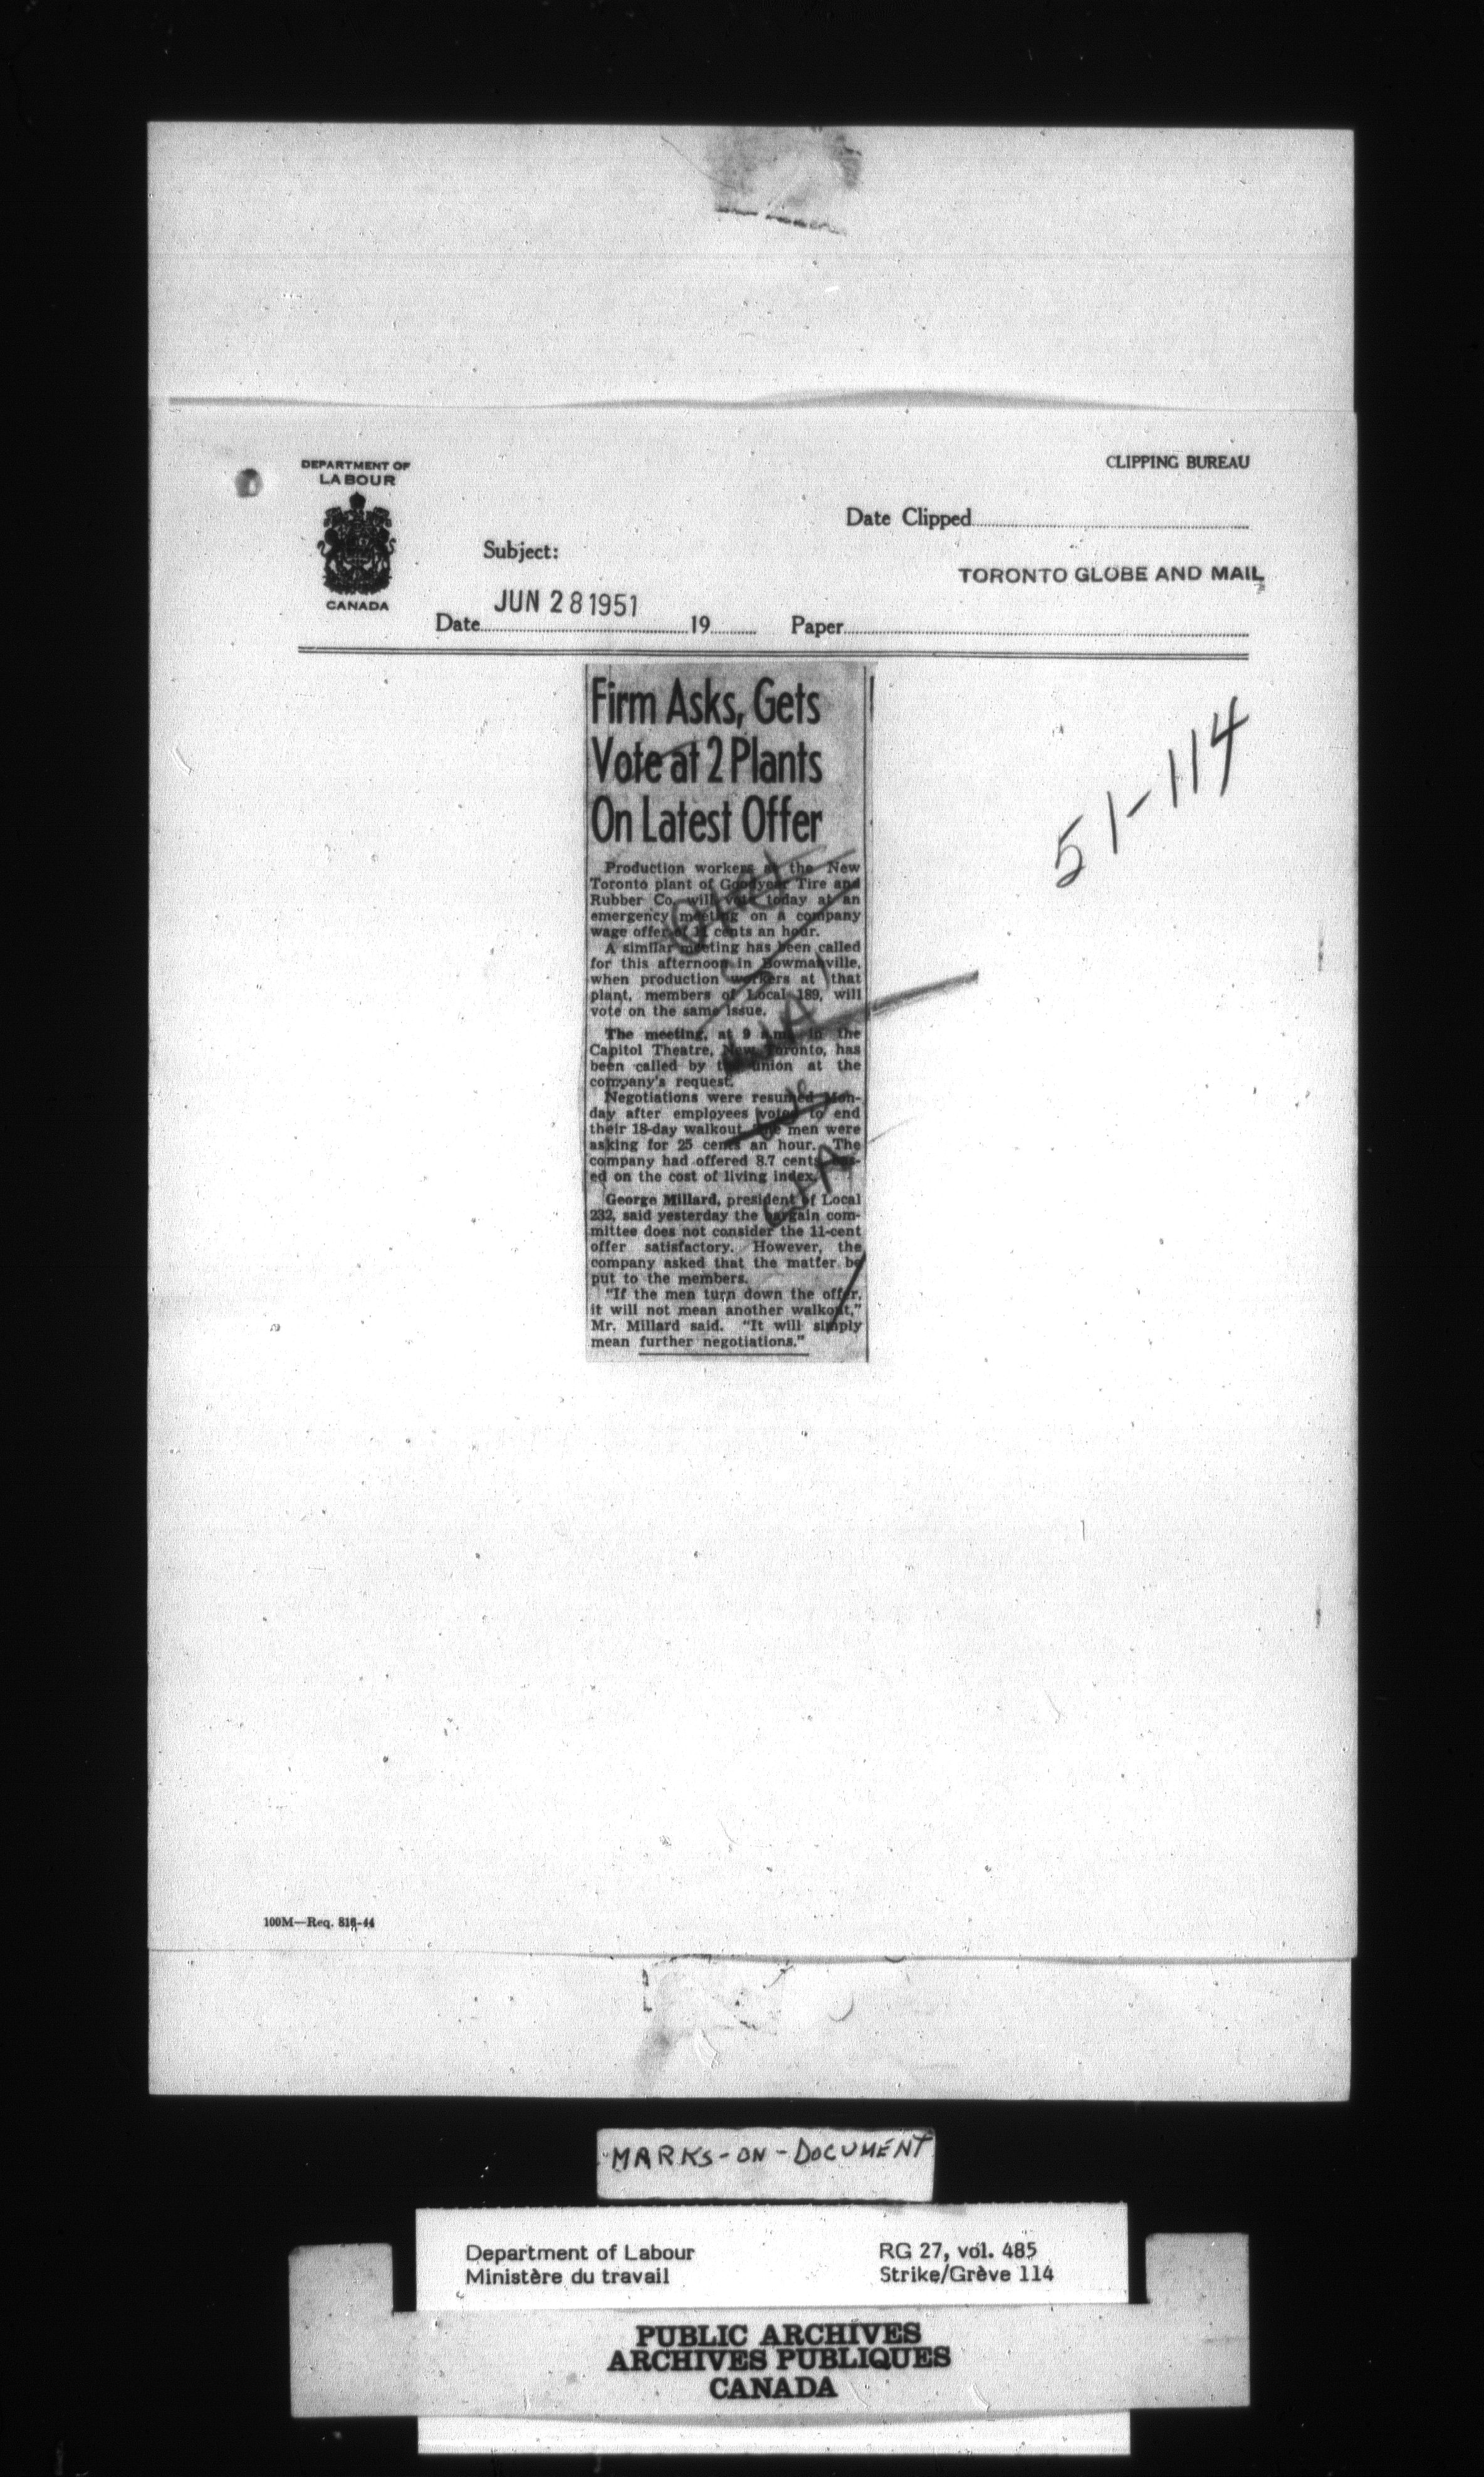 DEPARTMENT OF
LABOUR
CANADA
CLIPPING BUREAU
Date Clipped
Subject:
TORONTO GLOBE AND MAIL
JUN 28 1951
Date 19 Paper
51-114
Firm Asks, Gets
Vote at 2 Plants
On Latest Offer
Production workers at the New
Toronto plant of Goodyear Tire and
Rubber Co. will vote today at an
emergency meeting on a company
wage offer of 11 cents an hour.
A similar meeting has been called
for this afternoon in Bowmanville,
when production workers at that
plant, members of Local 189, will
vote on the same issue.
The meeting, at 9 a.m. in the
Capitol Theatre, New Toronto, has
been called by the union at the
company's request.
Negotiations were resumed Mon-
day after employees voted to end
their 18-day walkout. The men were
asking for 25 cents an hour. The
company had offered 8.7 cents, bas-
ed on the cost of living index.
George Millard, president of Local
232, said yesterday the bargain com-
mittee does not consider the 11-cent
offer satisfactory. However, the
company asked that the matter be
put to the members.
"If the men turn down the offer,
it will not mean another walkout,"
Mr. Millard said. "It will simply
mean further negotiations."
100M—Req. 816-44
MARKS-ON-DOCUMENT
Department of Labour
Ministère du travail
RG 27, vol. 485
Strike/Grève 114
PUBLIC ARCHIVES
ARCHIVES PUBLIQUES
CANADA